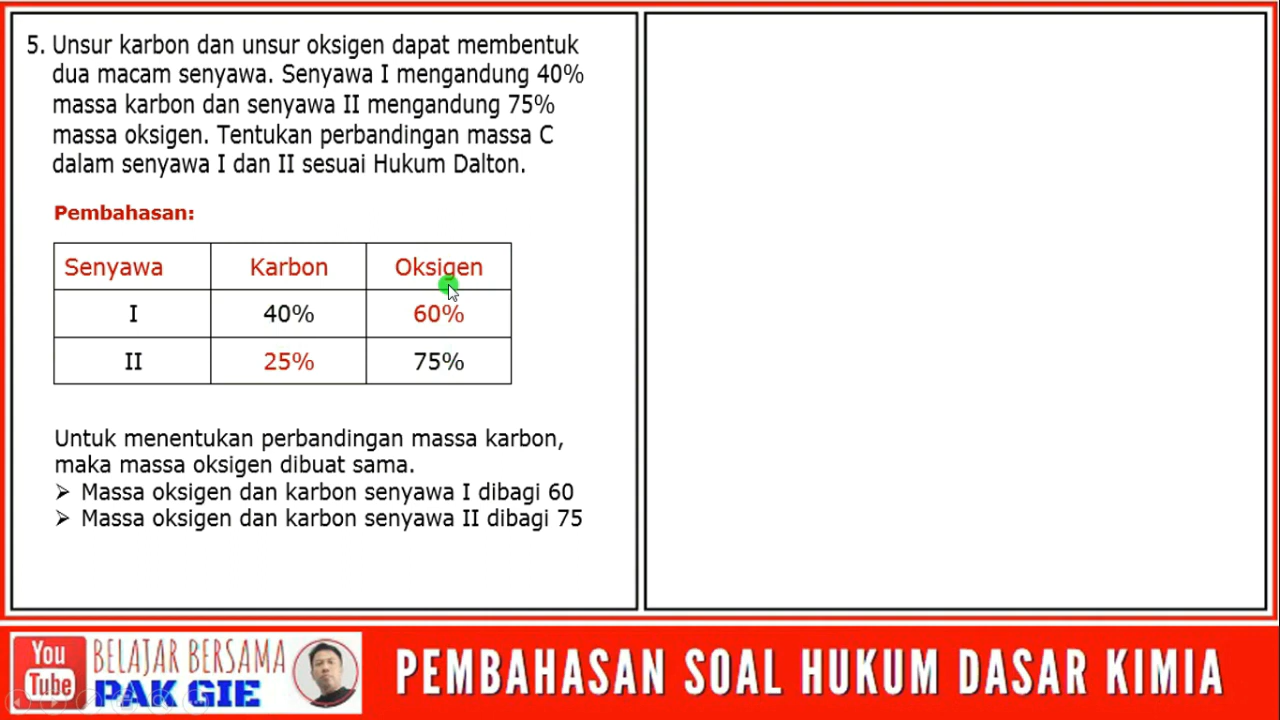 5. Unsur karbon dan unsur oksigen dapat membentuk
dua macam senyawa. Senyawa I mengandung 40%
massa karbon dan senyawa II mengandung 75%
massa oksigen. Tentukan perbandingan massa C
dalam senyawa I dan II sesuai Hukum Dalton.
Pembahasan:
Senyawa Karbon Oksigen
I 40% 60%
II 25% 75%
Untuk menentukan perbandingan massa karbon,
maka massa oksigen dibuat sama.
➢ Massa oksigen dan karbon senyawa I dibagi 60
➢ Massa oksigen dan karbon senyawa II dibagi 75
You
Tube
BELAJAR BERSAMA
PAK GIE
PEMBAHASAN SOAL HUKUM DASAR KIMIA